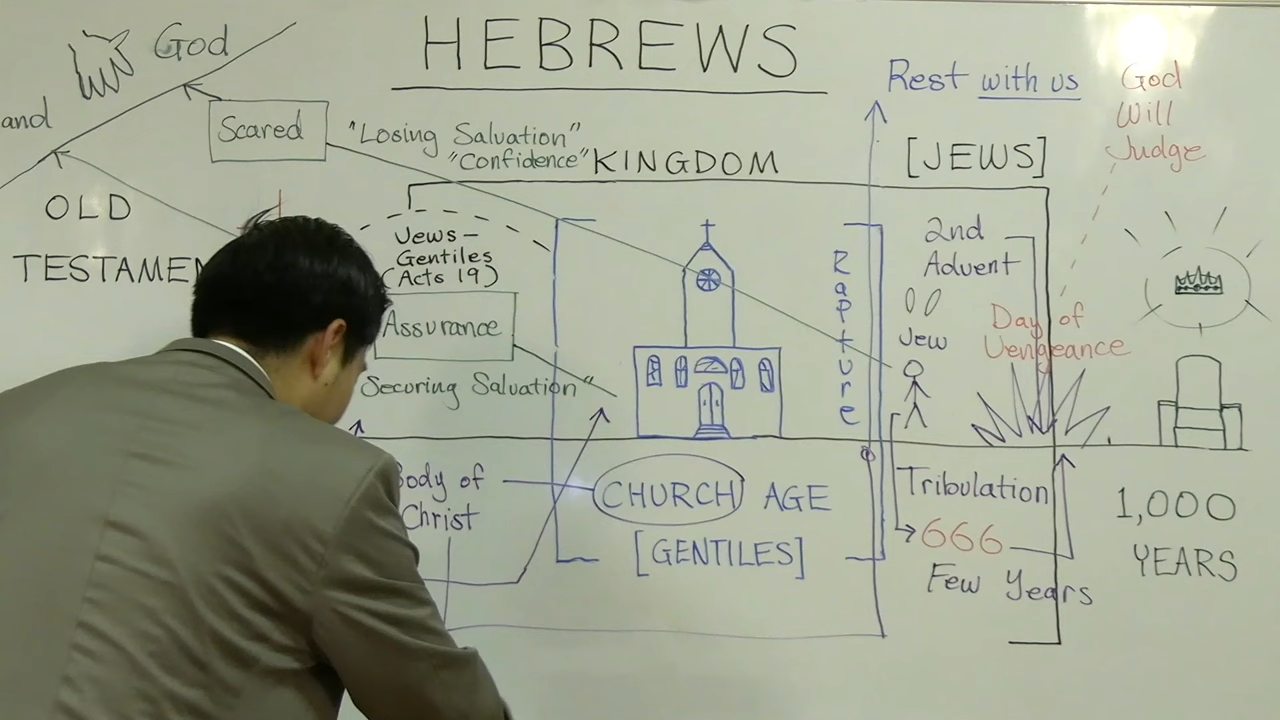 HEBREWS
God
and
Scared
"Losing Salvation"
"Confidence"
KINGDOM
Rest with us
God
Will
Judge
[JEWS]
OLD
Jews-
Gentiles
(Acts 19)
Assurance
Securing Salvation"
Rapture
2nd
Advent
Jew
Day of
Vengeance
Body of
Christ
CHURCH AGE
[GENTILES]
Tribulation
666
Few Years
1,000
YEARS